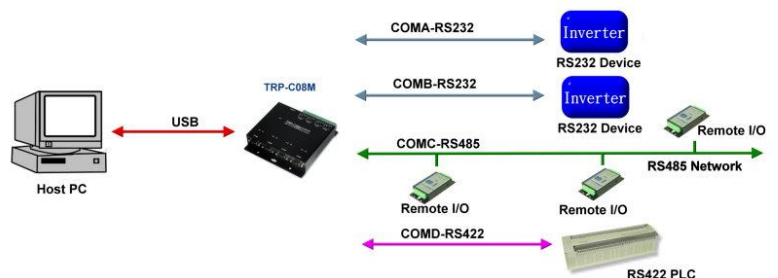 COMA-RS232
Inverter
RS232 Device
TRP-C08M
COMB-RS232
Inverter
RS232 Device
USB
Host PC
COMC-RS485
Remote I/O
RS485 Network
Remote I/O
Remote I/O
COMD-RS422
RS422 PLC